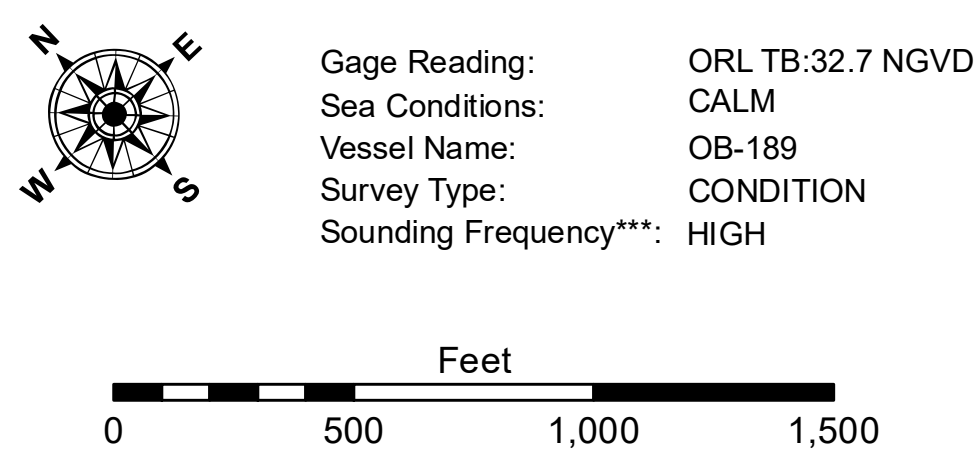 N E
W S
Gage Reading: ORL TB:32.7 NGVD
Sea Conditions: CALM
Vessel Name: OB-189
Survey Type: CONDITION
Sounding Frequency***: HIGH
Feet
0 500 1,000 1,500